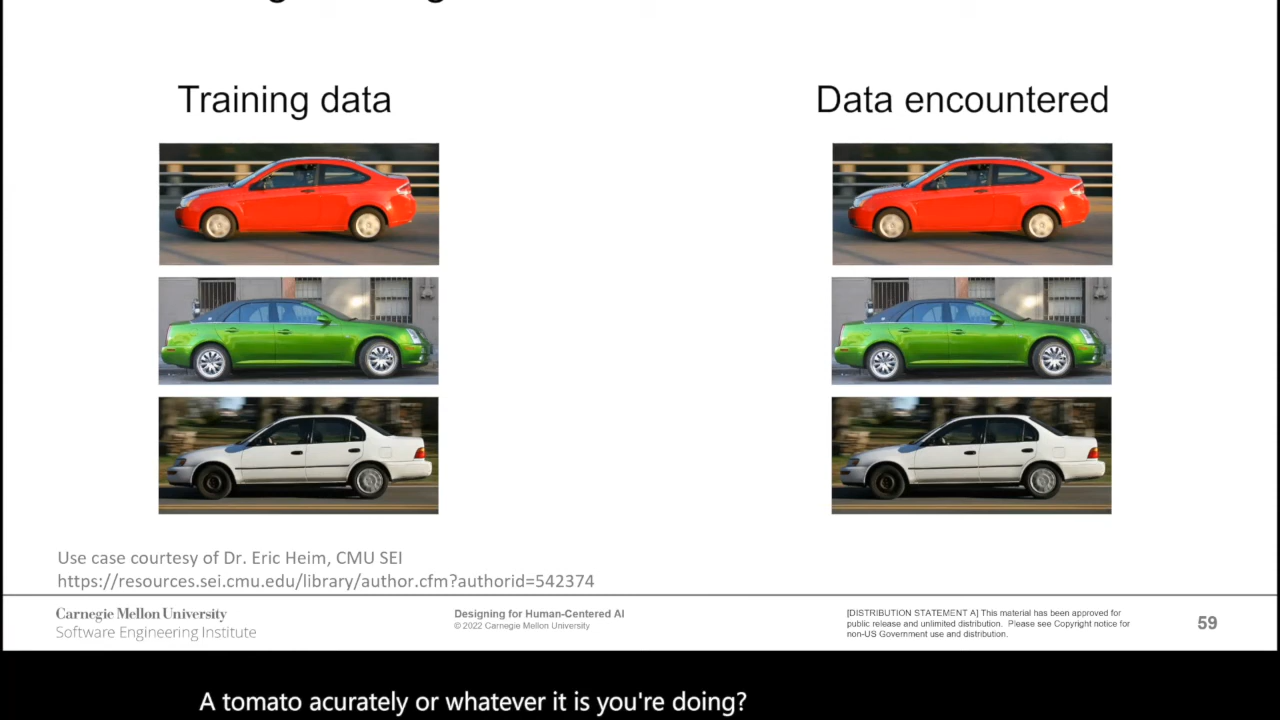 Training data
Data encountered
Use case courtesy of Dr. Eric Heim, CMU SEI
https://resources.sei.cmu.edu/library/author.cfm?authorid=542374
Carnegie Mellon University
Software Engineering Institute
Designing for Human-Centered AI
© 2022 Carnegie Mellon University
[DISTRIBUTION STATEMENT A] This material has been approved for
public release and unlimited distribution. Please see Copyright notice for
non-US Government use and distribution.
59
A tomato acurately or whatever it is you're doing?